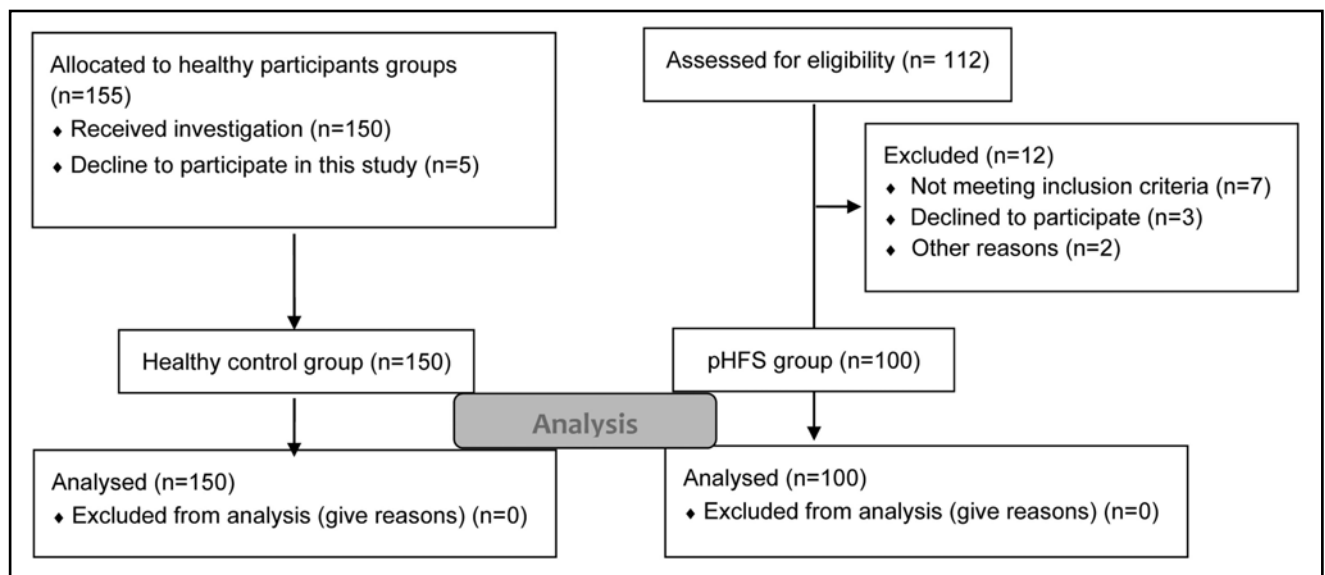 Allocated to healthy participants groups
(n=155)
♦ Received investigation (n=150)
♦ Decline to participate in this study (n=5)
Assessed for eligibility (n= 112)
Excluded (n=12)
♦ Not meeting inclusion criteria (n=7)
♦ Declined to participate (n=3)
♦ Other reasons (n=2)
Healthy control group (n=150)
pHFS group (n=100)
Analysis
Analysed (n=150)
♦ Excluded from analysis (give reasons) (n=0)
Analysed (n=100)
♦ Excluded from analysis (give reasons) (n=0)